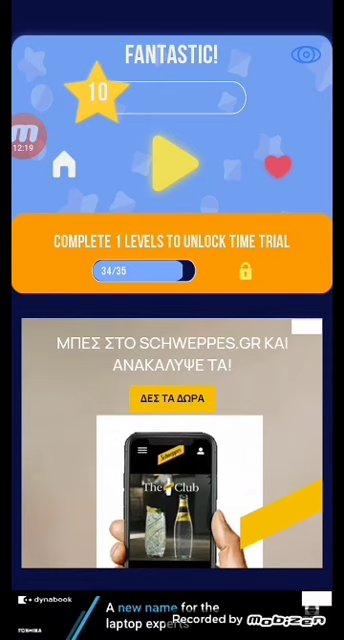 FANTASTIC!
10
12:19
COMPLETE 1 LEVELS TO UNLOCK TIME TRIAL
34/35
ΜΠΕΣ ΣΤΟ SCHWEPPES.GR ΚΑΙ
ΑΝΑΚΑΛΥΨΕ ΤΑ!
ΔΕΣ ΤΑ ΔΩΡΑ
Schweppes
The Club
dynabook
A new name for the
laptop experts
TOSHIBA
Recorded by mobizen